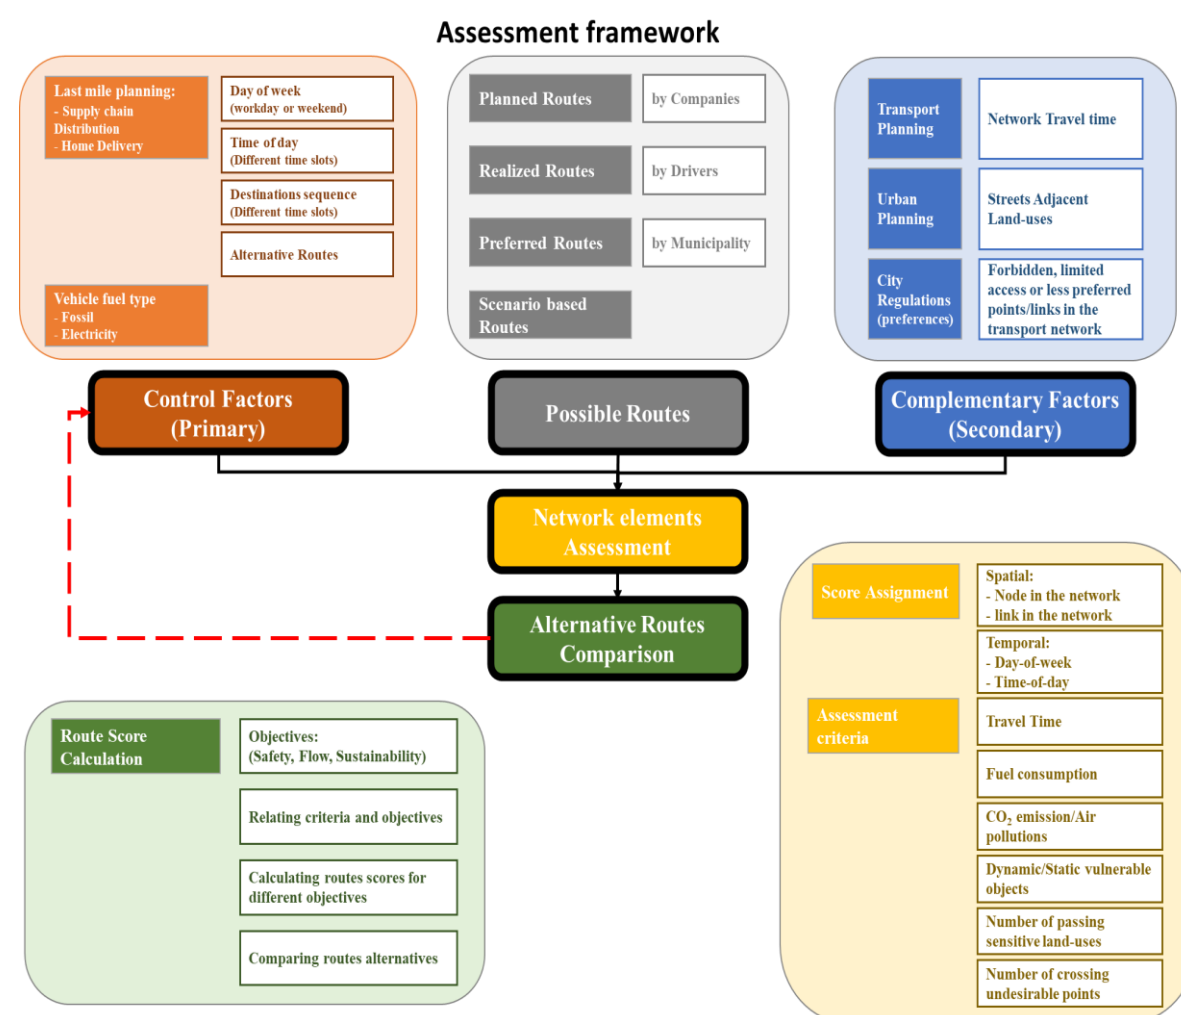 Assessment framework
Last mile planning:
- Supply chain
Distribution
- Home Delivery
Day of week
(workday or weekend)
Time of day
(Different time slots)
Destinations sequence
(Different time slots)
Alternative Routes
Vehicle fuel type
- Fossil
- Electricity
Planned Routes
by Companies
Realized Routes
by Drivers
Preferred Routes
by Municipality
Scenario based
Routes
Transport
Planning
Network Travel time
Urban
Planning
Streets Adjacent
Land-uses
City
Regulations
(preferences)
Forbidden, limited
access or less preferred
points/links in the
transport network
Control Factors
(Primary)
Possible Routes
Complementary Factors
(Secondary)
Network elements
Assessment
Alternative Routes
Comparison
Score Assignment
Spatial:
- Node in the network
- link in the network
Temporal:
- Day-of-week
- Time-of-day
Assessment
criteria
Travel Time
Fuel consumption
CO₂ emission/Air
pollutions
Dynamic/Static vulnerable
objects
Number of passing
sensitive land-uses
Number of crossing
undesirable points
Route Score
Calculation
Objectives:
(Safety, Flow, Sustainability)
Relating criteria and objectives
Calculating routes scores for
different objectives
Comparing routes alternatives